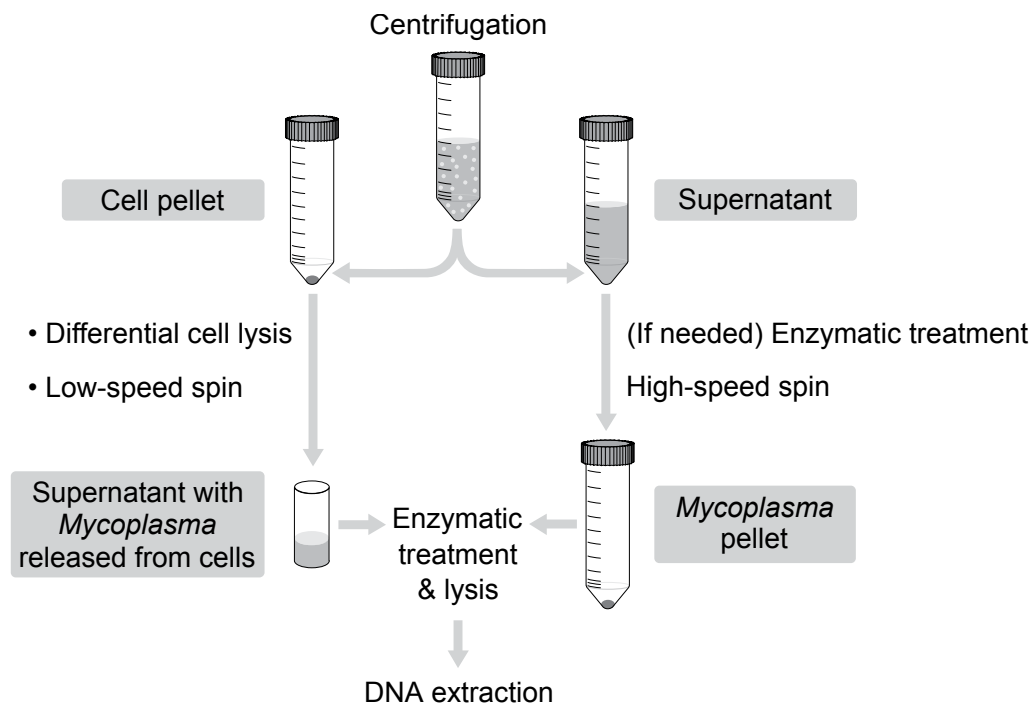 Centrifugation
Cell pellet
Supernatant
• Differential cell lysis
• Low-speed spin
(If needed) Enzymatic treatment
High-speed spin
Supernatant with
Mycoplasma
released from cells
Enzymatic
treatment
& lysis
Mycoplasma
pellet
DNA extraction